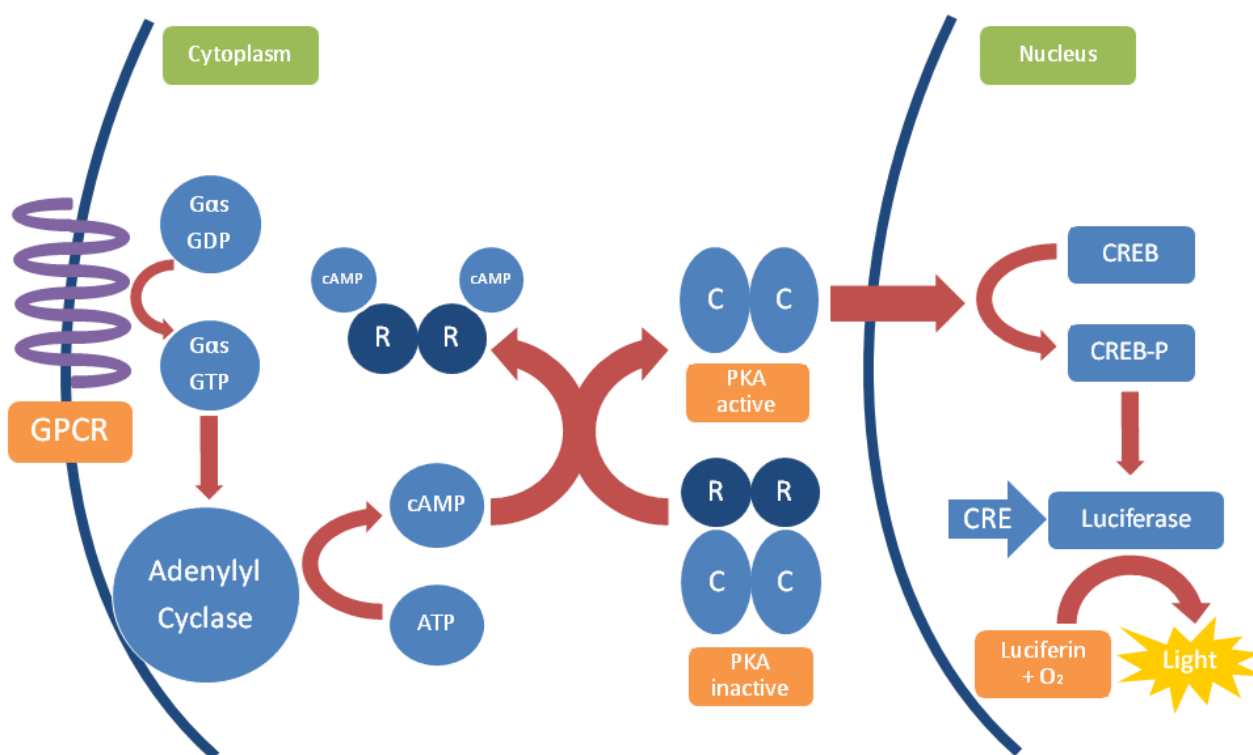 Cytoplasm
Nucleus
Gαs
GDP
Gαs
GTP
GPCR
Adenylyl
Cyclase
cAMP
cAMP
R
R
cAMP
ATP
C
C
PKA
active
R
R
C
C
PKA
inactive
CREB
CREB-P
CRE
Luciferase
Luciferin
+ O₂
Light